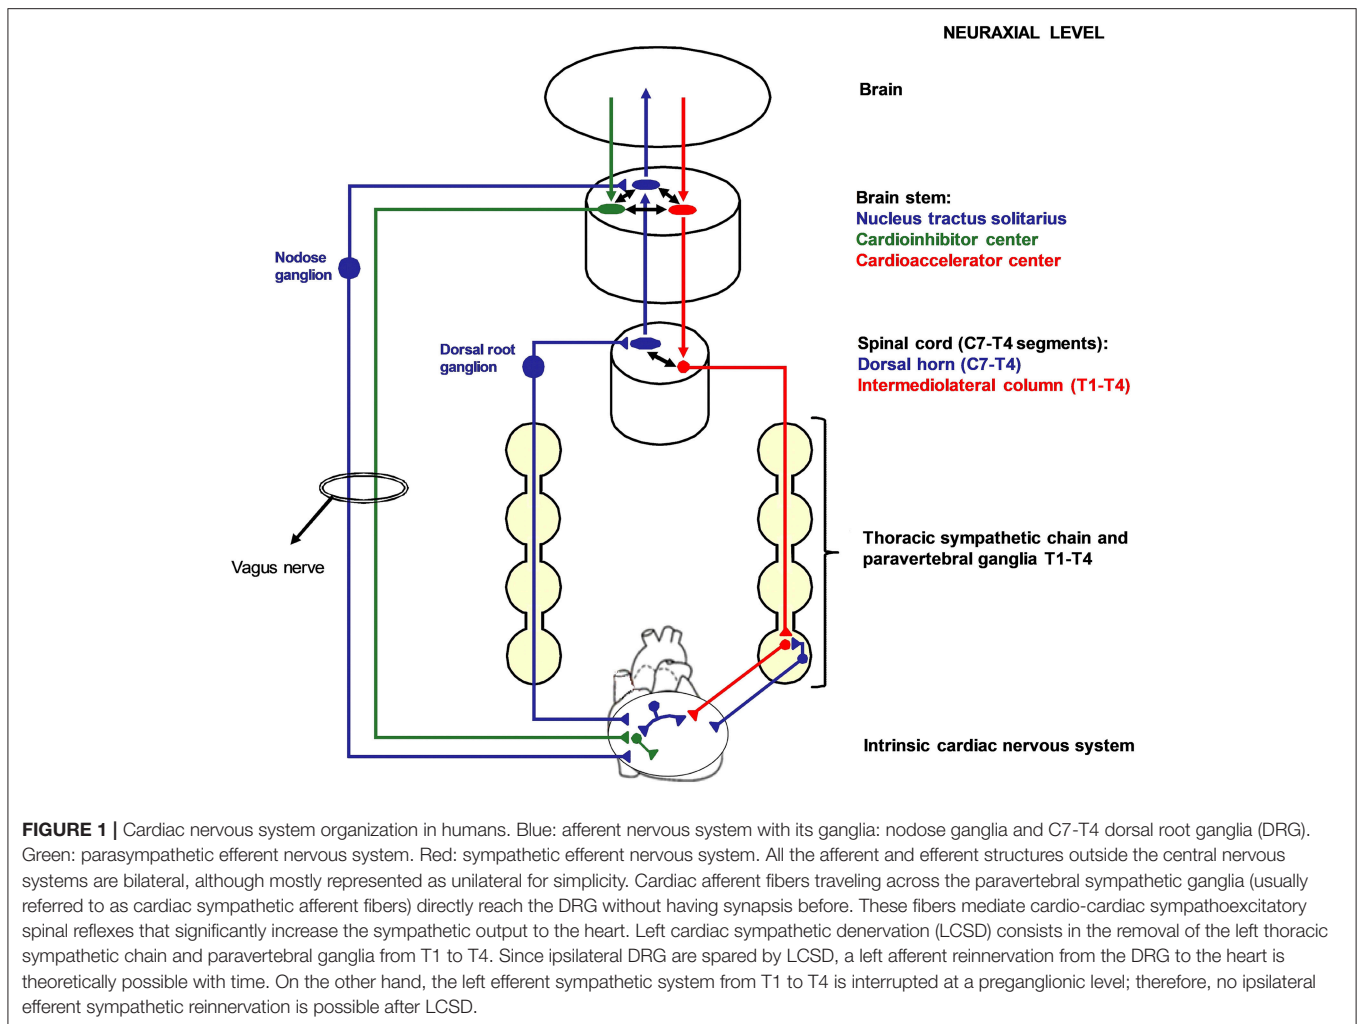 NEURAXIAL LEVEL
Brain
Brain stem:
Nucleus tractus solitarius
Cardioinhibitor center
Cardioaccelerator center
Nodose
ganglion
Dorsal root
ganglion
Spinal cord (C7-T4 segments):
Dorsal horn (C7-T4)
Intermediolateral column (T1-T4)
Vagus nerve
Thoracic sympathetic chain and
paravertebral ganglia T1-T4
Intrinsic cardiac nervous system
FIGURE 1 | Cardiac nervous system organization in humans. Blue: afferent nervous system with its ganglia: nodose ganglia and C7-T4 dorsal root ganglia (DRG).
Green: parasympathetic efferent nervous system. Red: sympathetic efferent nervous system. All the afferent and efferent structures outside the central nervous
systems are bilateral, although mostly represented as unilateral for simplicity. Cardiac afferent fibers traveling across the paravertebral sympathetic ganglia (usually
referred to as cardiac sympathetic afferent fibers) directly reach the DRG without having synapsis before. These fibers mediate cardio-cardiac sympathoexcitatory
spinal reflexes that significantly increase the sympathetic output to the heart. Left cardiac sympathetic denervation (LCSD) consists in the removal of the left thoracic
sympathetic chain and paravertebral ganglia from T1 to T4. Since ipsilateral DRG are spared by LCSD, a left afferent reinnervation from the DRG to the heart is
theoretically possible with time. On the other hand, the left efferent sympathetic system from T1 to T4 is interrupted at a preganglionic level; therefore, no ipsilateral
efferent sympathetic reinnervation is possible after LCSD.